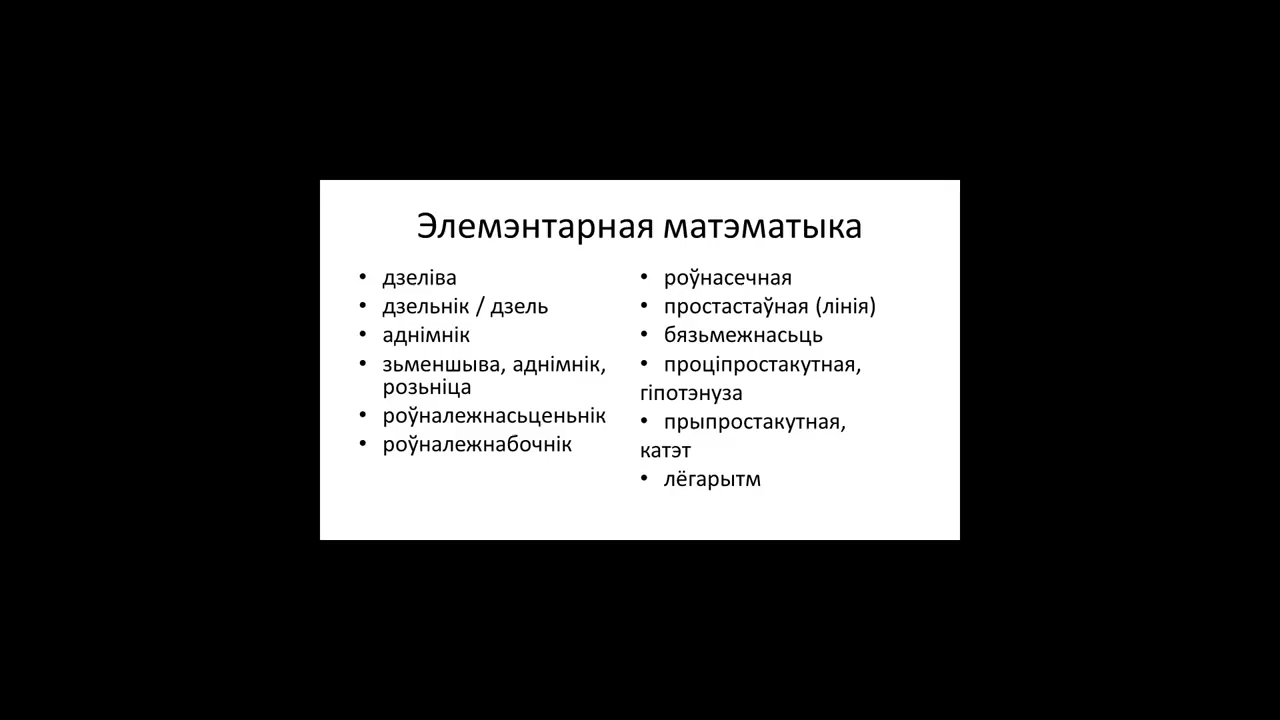 Элемэнтарная матэматыка
• дзеліва
• дзельнік / дзель
• аднімнік
• зьменшыва, аднімнік,
розьніца
• роўналежнасьценьнік
• роўналежнабочнік
• роўнасечная
• простастаўная (лінія)
• бязьмежнасьць
• проціпростакутная,
гіпотэнуза
• прыпростакутная,
катэт
• лёгарытм